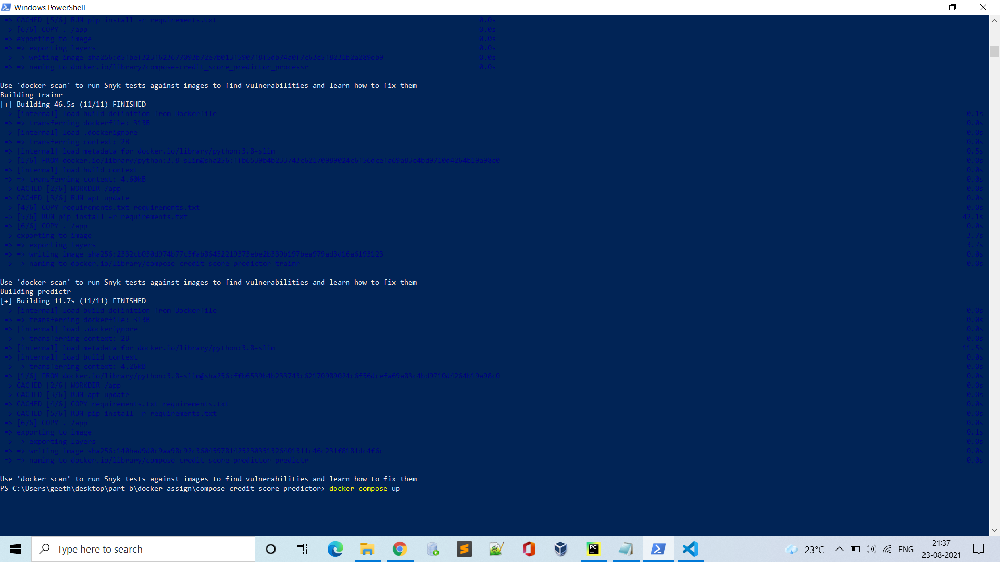 Windows PowerShell
=> CACHED [5/6] RUN pip install -r requirements.txt 0.0s
=> [6/6] COPY . /app 0.0s
=> exporting to image 0.0s
=> => exporting layers 0.0s
=> => writing image sha256:d5fbef323f623677093b72e7b013f5907f8f5db74a0f7c63c5f8231b2a289eb9 0.0s
=> => naming to docker.io/library/compose-credit_score_predictor_processr 0.0s
Use 'docker scan' to run Snyk tests against images to find vulnerabilities and learn how to fix them
Building trainr
[+] Building 46.5s (11/11) FINISHED
=> [internal] load build definition from Dockerfile 0.1s
=> => transferring dockerfile: 313B 0.0s
=> [internal] load .dockerignore 0.0s
=> => transferring context: 2B 0.0s
=> [internal] load metadata for docker.io/library/python:3.8-slim 0.5s
=> [1/6] FROM docker.io/library/python:3.8-slim@sha256:ffb6539b4b233743c62170989024c6f56dcefa69a83c4bd9710d4264b19a98c0 0.0s
=> [internal] load build context 0.0s
=> => transferring context: 4.60kB 0.0s
=> CACHED [2/6] WORKDIR /app 0.0s
=> CACHED [3/6] RUN apt update 0.0s
=> [4/6] COPY requirements.txt requirements.txt 0.0s
=> [5/6] RUN pip install -r requirements.txt 42.1s
=> [6/6] COPY . /app 0.0s
=> exporting to image 3.7s
=> => exporting layers 3.7s
=> => writing image sha256:2332cb030d974b77c5fab86452219373ebe2b339b197bea979ad3d16a6193123 0.0s
=> => naming to docker.io/library/compose-credit_score_predictor_trainr 0.0s
Use 'docker scan' to run Snyk tests against images to find vulnerabilities and learn how to fix them
Building predictr
[+] Building 11.7s (11/11) FINISHED
=> [internal] load build definition from Dockerfile 0.0s
=> => transferring dockerfile: 313B 0.0s
=> [internal] load .dockerignore 0.0s
=> => transferring context: 2B 0.0s
=> [internal] load metadata for docker.io/library/python:3.8-slim 11.5s
=> [internal] load build context 0.0s
=> => transferring context: 4.26kB 0.0s
=> [1/6] FROM docker.io/library/python:3.8-slim@sha256:ffb6539b4b233743c62170989024c6f56dcefa69a83c4bd9710d4264b19a98c0 0.0s
=> CACHED [2/6] WORKDIR /app 0.0s
=> CACHED [3/6] RUN apt update 0.0s
=> CACHED [4/6] COPY requirements.txt requirements.txt 0.0s
=> CACHED [5/6] RUN pip install -r requirements.txt 0.0s
=> [6/6] COPY . /app 0.0s
=> exporting to image 0.1s
=> => exporting layers 0.0s
=> => writing image sha256:140bad9d0c9aa98c92c36045978142523035132640​1311c46c231f8181dc4f6c 0.0s
=> => naming to docker.io/library/compose-credit_score_predictor_predictr 0.0s
Use 'docker scan' to run Snyk tests against images to find vulnerabilities and learn how to fix them
PS C:\Users\geeth\desktop\part-b\docker_assign\compose-credit_score_predictor> docker-compose up
Type here to search
PC
23°C
ENG
21:37
23-08-2021